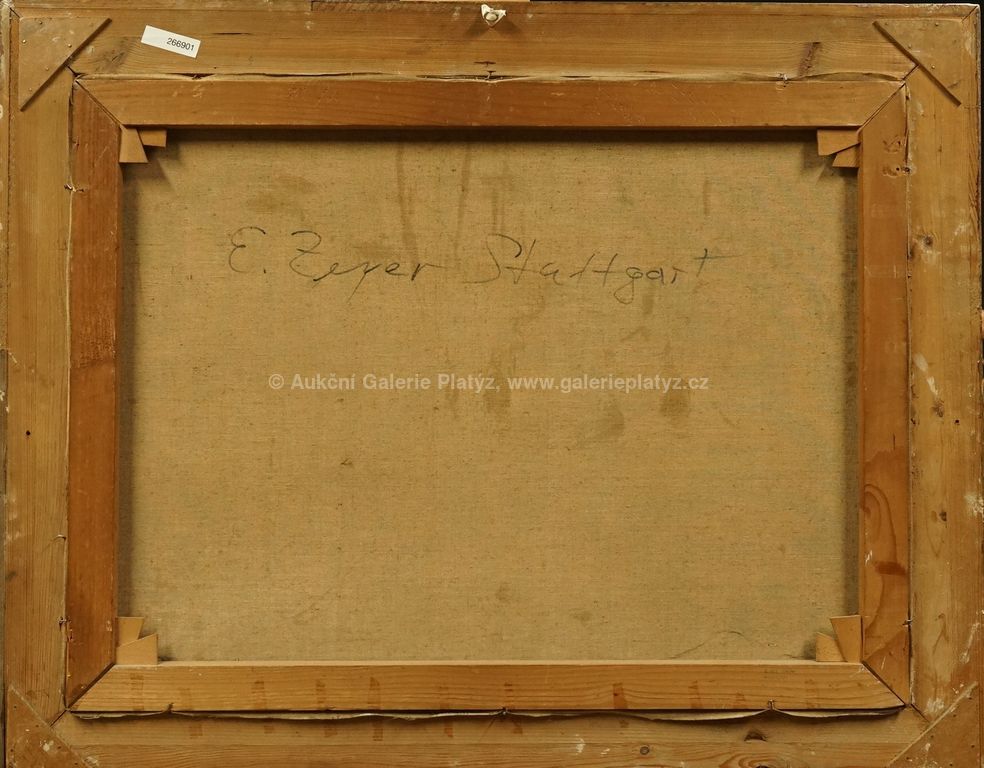 266901
E. Zeyer Stuttgart
© Aukční Galerie Platýz, www.galerieplatyz.cz